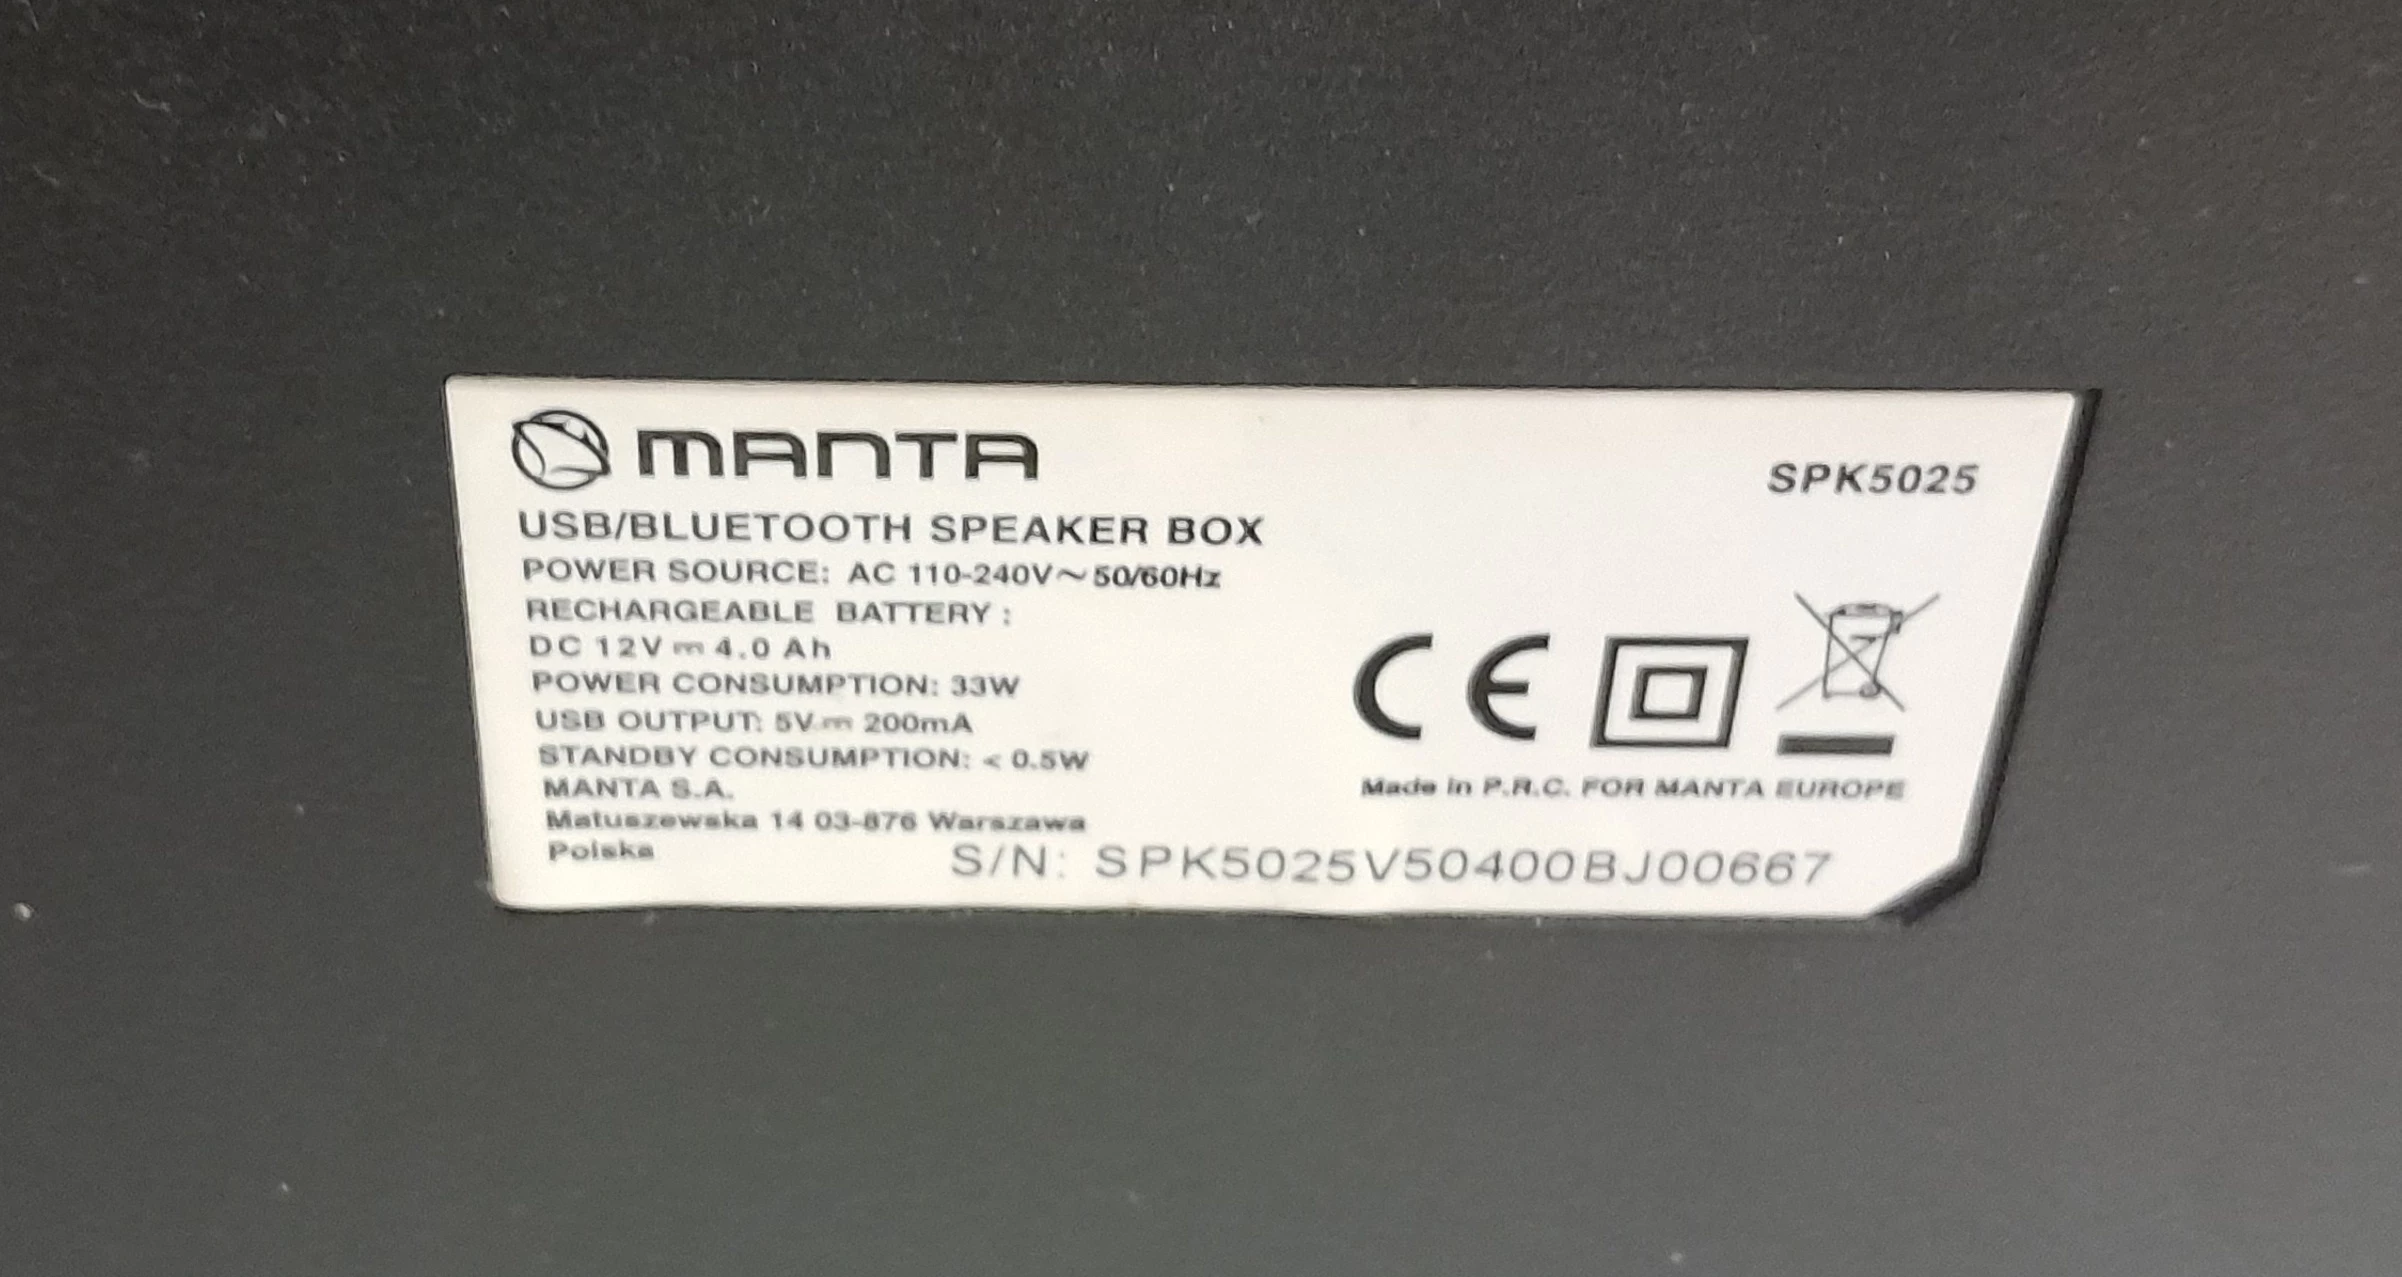 MANTA
SPK5025
USB/BLUETOOTH SPEAKER BOX
POWER SOURCE: AC 110-240V~50/60Hz
RECHARGEABLE BATTERY :
DC 12V⎓4.0 Ah
POWER CONSUMPTION: 33W
USB OUTPUT: 5V⎓ 200mA
STANDBY CONSUMPTION: < 0.5W
MANTA S.A.
Matuszewska 14 03-876 Warszawa
Polska
CE
Made in P.R.C. FOR MANTA EUROPE
S/N: SPK5025V50400BJ00667